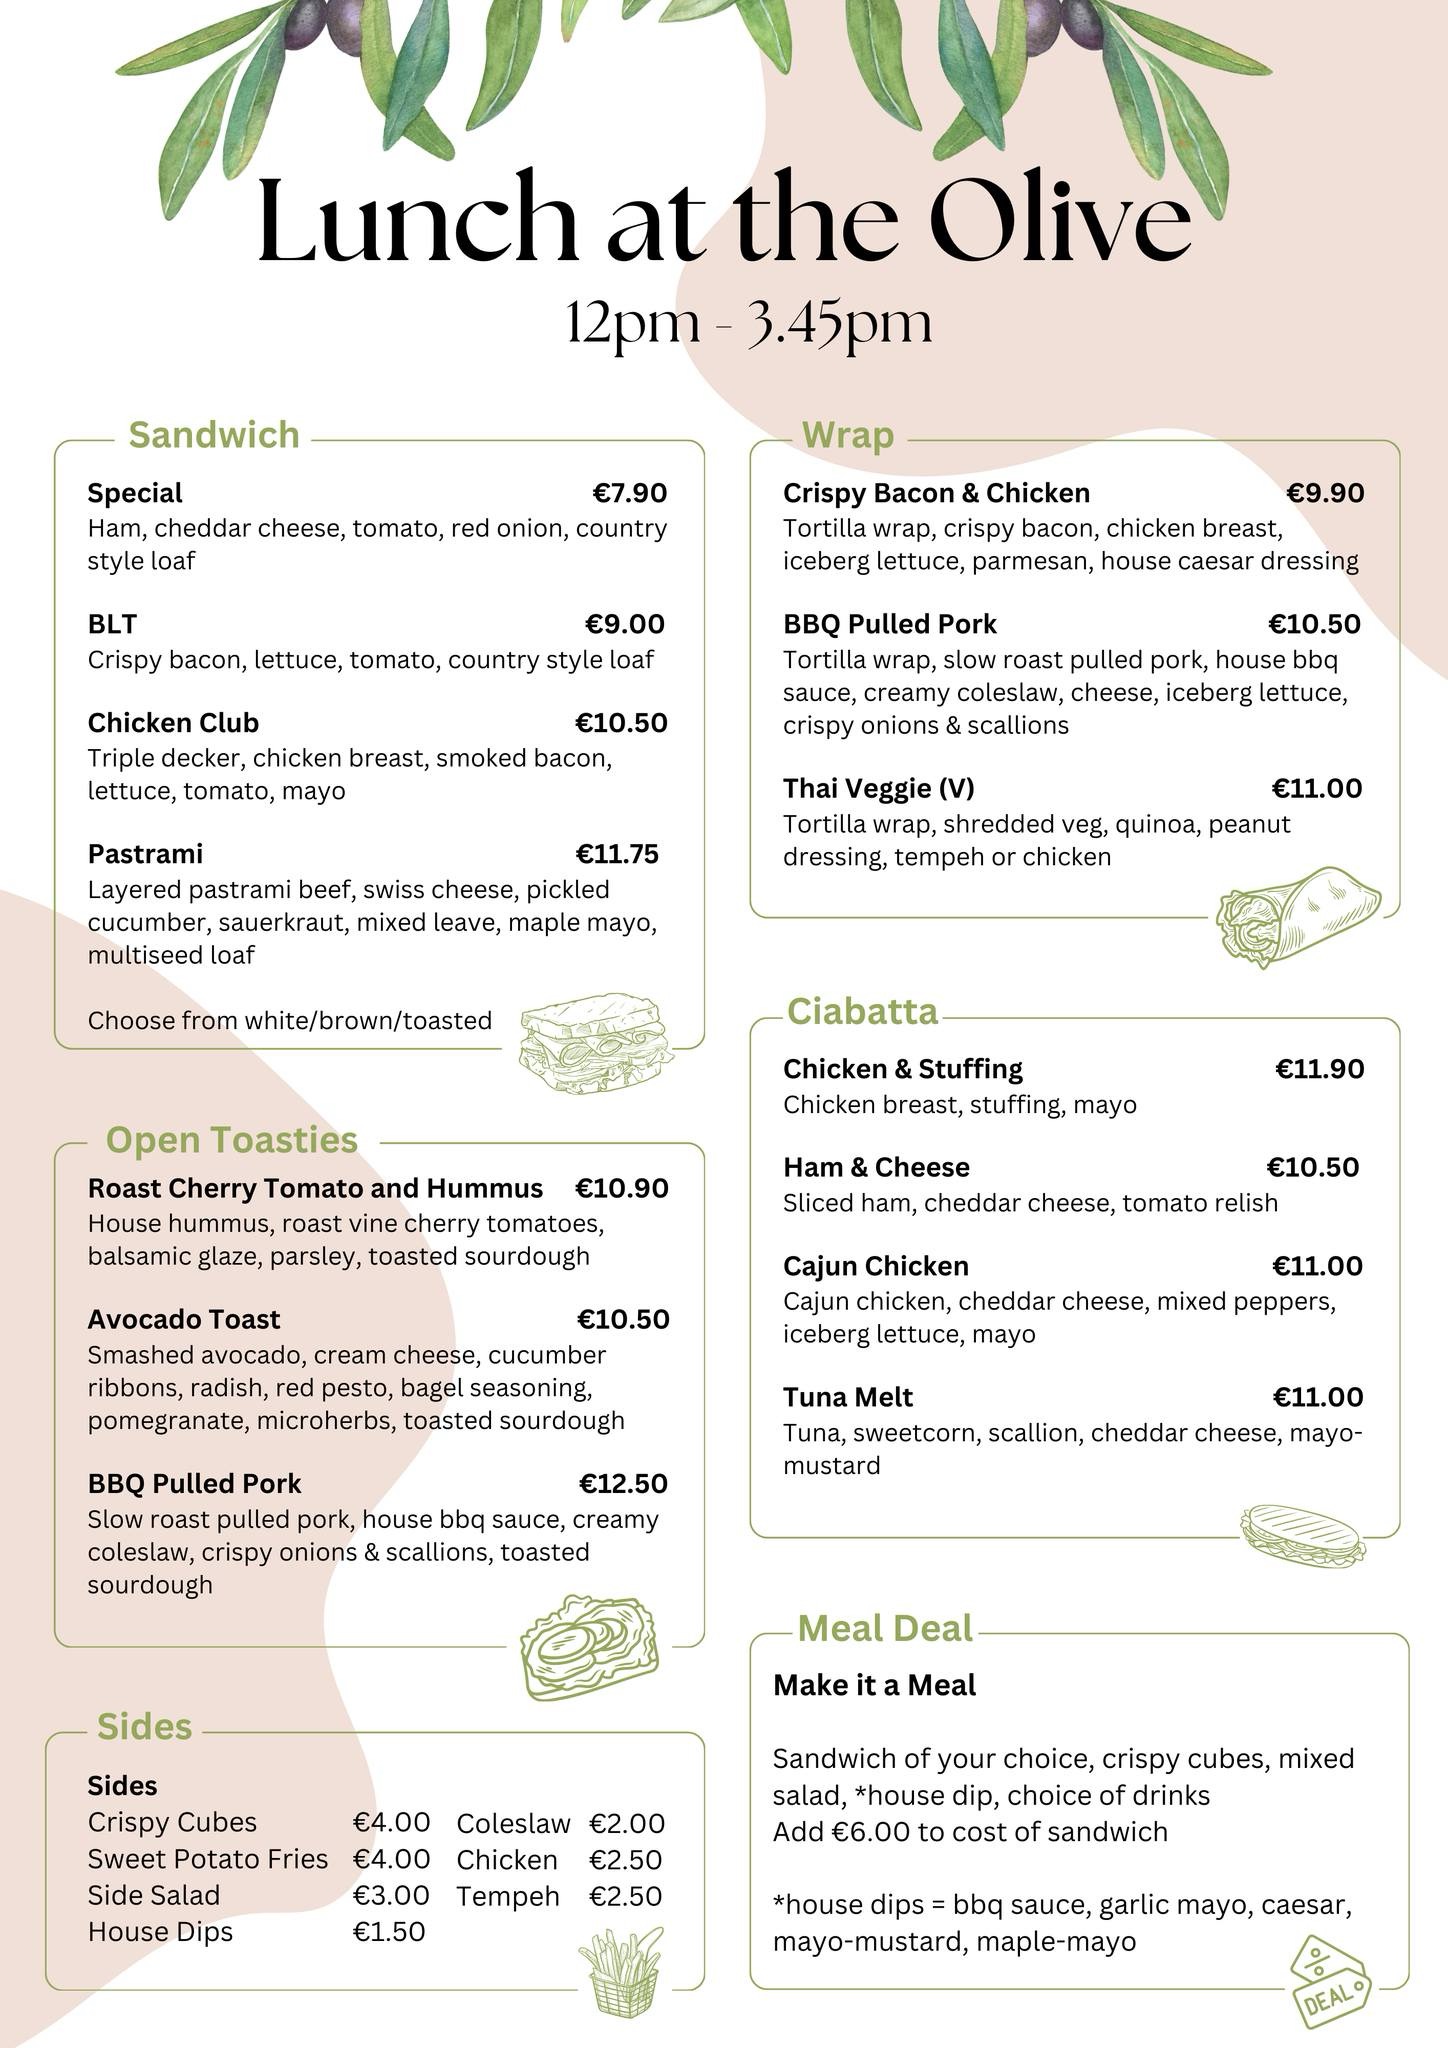 Lunch at the Olive
12pm - 3.45pm
Sandwich
Special €7.90
Ham, cheddar cheese, tomato, red onion, country
style loaf
BLT €9.00
Crispy bacon, lettuce, tomato, country style loaf
Chicken Club €10.50
Triple decker, chicken breast, smoked bacon,
lettuce, tomato, mayo
Pastrami €11.75
Layered pastrami beef, swiss cheese, pickled
cucumber, sauerkraut, mixed leave, maple mayo,
multiseed loaf
Choose from white/brown/toasted
Open Toasties
Roast Cherry Tomato and Hummus €10.90
House hummus, roast vine cherry tomatoes,
balsamic glaze, parsley, toasted sourdough
Avocado Toast €10.50
Smashed avocado, cream cheese, cucumber
ribbons, radish, red pesto, bagel seasoning,
pomegranate, microherbs, toasted sourdough
BBQ Pulled Pork €12.50
Slow roast pulled pork, house bbq sauce, creamy
coleslaw, crispy onions & scallions, toasted
sourdough
Sides
Sides
Crispy Cubes €4.00 Coleslaw €2.00
Sweet Potato Fries €4.00 Chicken €2.50
Side Salad €3.00 Tempeh €2.50
House Dips €1.50
Wrap
Crispy Bacon & Chicken €9.90
Tortilla wrap, crispy bacon, chicken breast,
iceberg lettuce, parmesan, house caesar dressing
BBQ Pulled Pork €10.50
Tortilla wrap, slow roast pulled pork, house bbq
sauce, creamy coleslaw, cheese, iceberg lettuce,
crispy onions & scallions
Thai Veggie (V) €11.00
Tortilla wrap, shredded veg, quinoa, peanut
dressing, tempeh or chicken
Ciabatta
Chicken & Stuffing €11.90
Chicken breast, stuffing, mayo
Ham & Cheese €10.50
Sliced ham, cheddar cheese, tomato relish
Cajun Chicken €11.00
Cajun chicken, cheddar cheese, mixed peppers,
iceberg lettuce, mayo
Tuna Melt €11.00
Tuna, sweetcorn, scallion, cheddar cheese, mayo-
mustard
Meal Deal
Make it a Meal
Sandwich of your choice, crispy cubes, mixed
salad, *house dip, choice of drinks
Add €6.00 to cost of sandwich
*house dips = bbq sauce, garlic mayo, caesar,
mayo-mustard, maple-mayo
%
DEAL